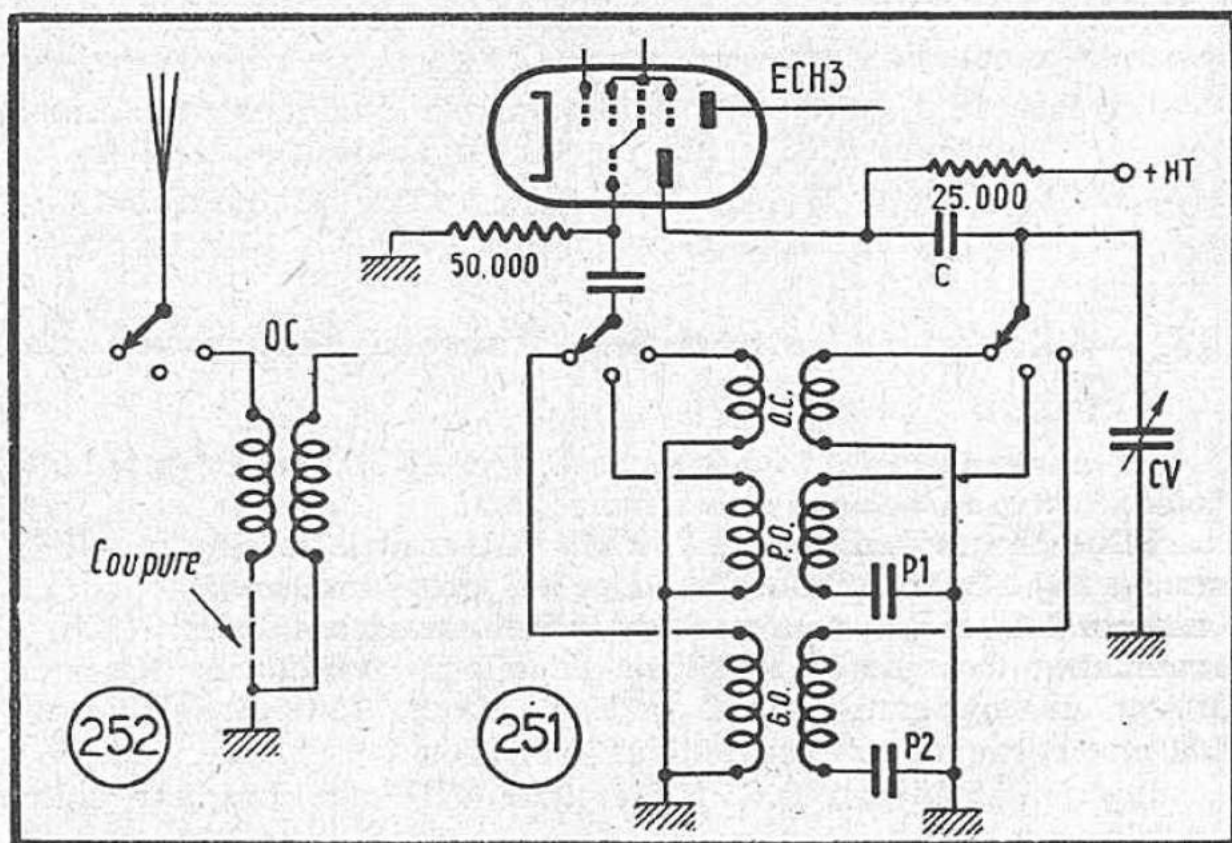 ECH3
25.000
+ HT
50.000
C
OC
O.C.
CV
P.O.
P1
Coupure
G.O.
P2
252
251